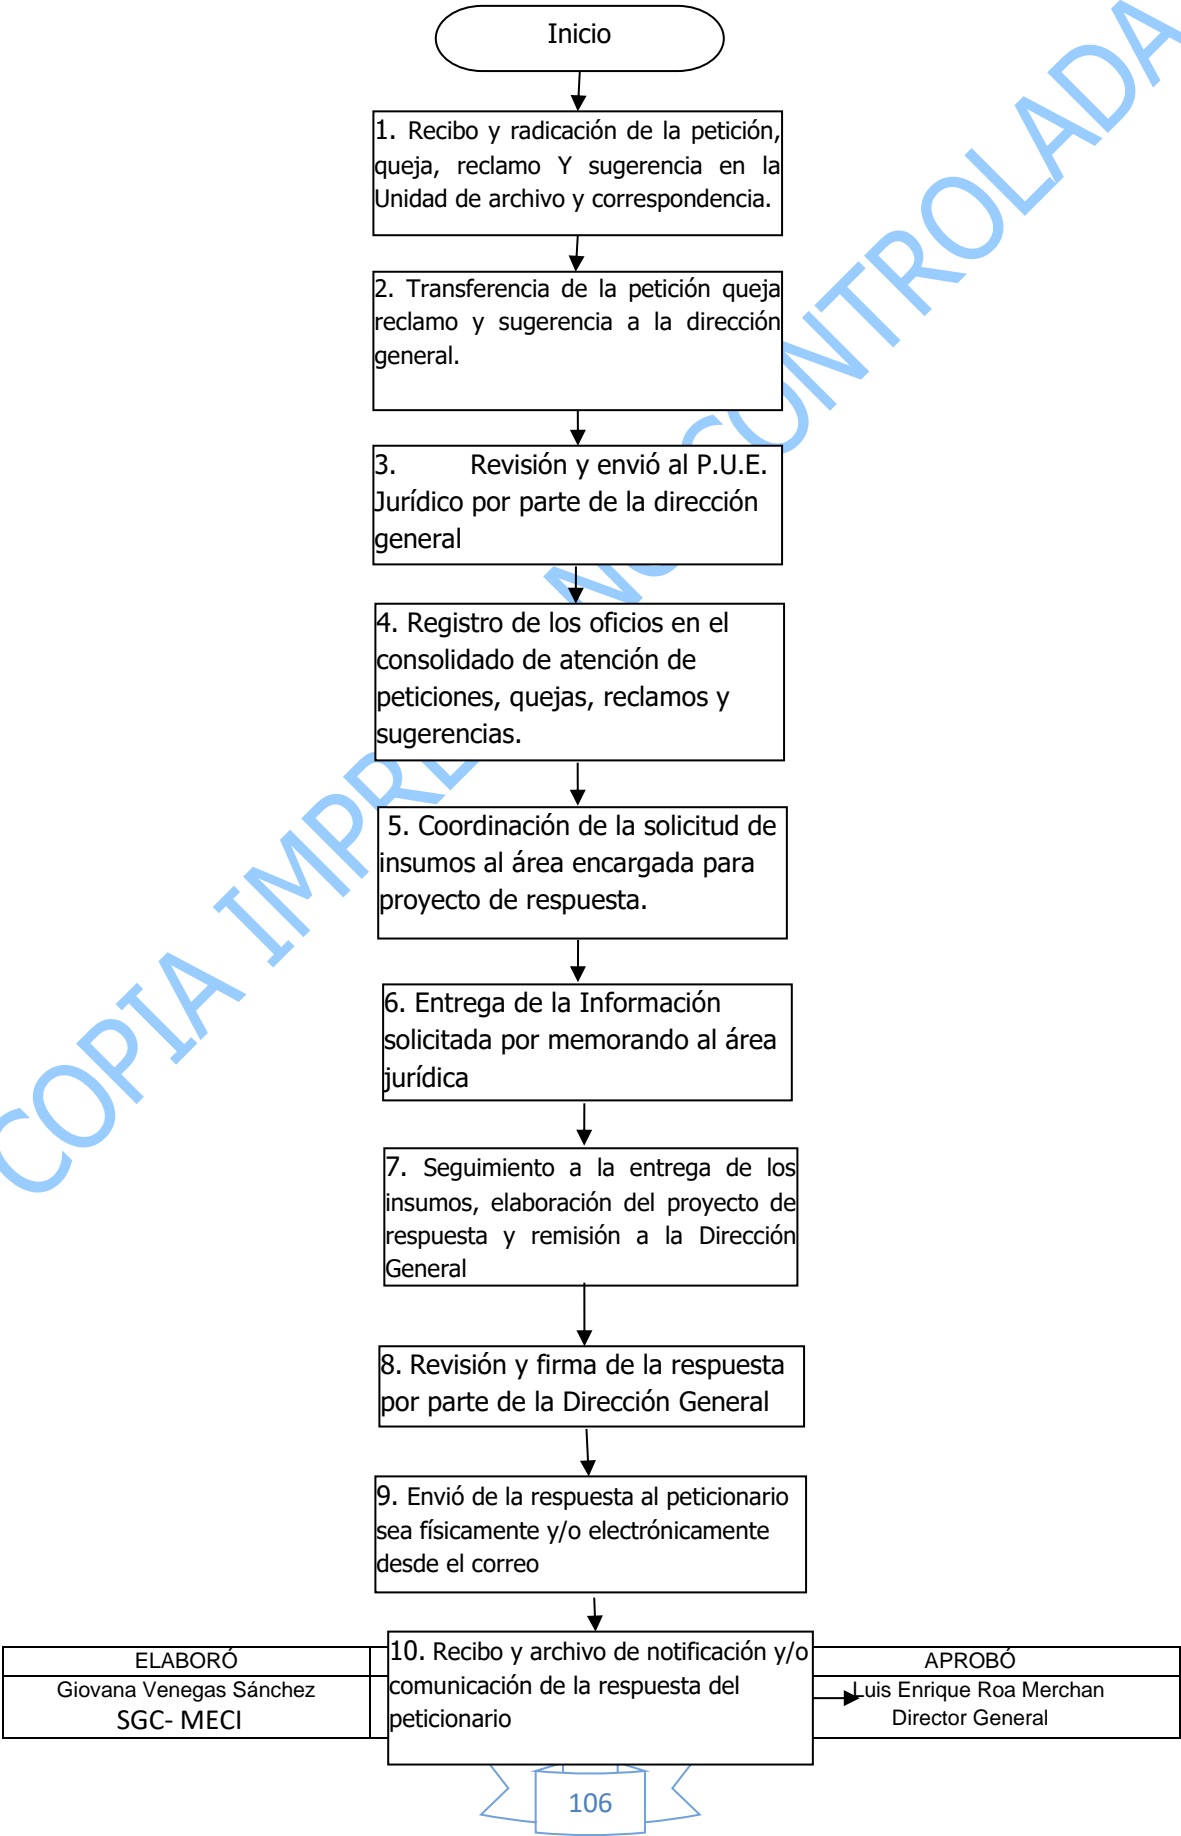 Inicio
1. Recibo y radicación de la petición,
queja, reclamo Y sugerencia en la
Unidad de archivo y correspondencia.
2. Transferencia de la petición queja
reclamo y sugerencia a la dirección
general.
3. Revisión y envió al P.U.E.
Jurídico por parte de la dirección
general
4. Registro de los oficios en el
consolidado de atención de
peticiones, quejas, reclamos y
sugerencias.
5. Coordinación de la solicitud de
insumos al área encargada para
proyecto de respuesta.
6. Entrega de la Información
solicitada por memorando al área
jurídica
7. Seguimiento a la entrega de los
insumos, elaboración del proyecto de
respuesta y remisión a la Dirección
General
8. Revisión y firma de la respuesta
por parte de la Dirección General
9. Envió de la respuesta al peticionario
sea físicamente y/o electrónicamente
desde el correo
10. Recibo y archivo de notificación y/o
comunicación de la respuesta del
peticionario
ELABORÓ
Giovana Venegas Sánchez
SGC- MECI
APROBÓ
Luis Enrique Roa Merchan
Director General
106
COPIA IMPRE NO CONTROLADA